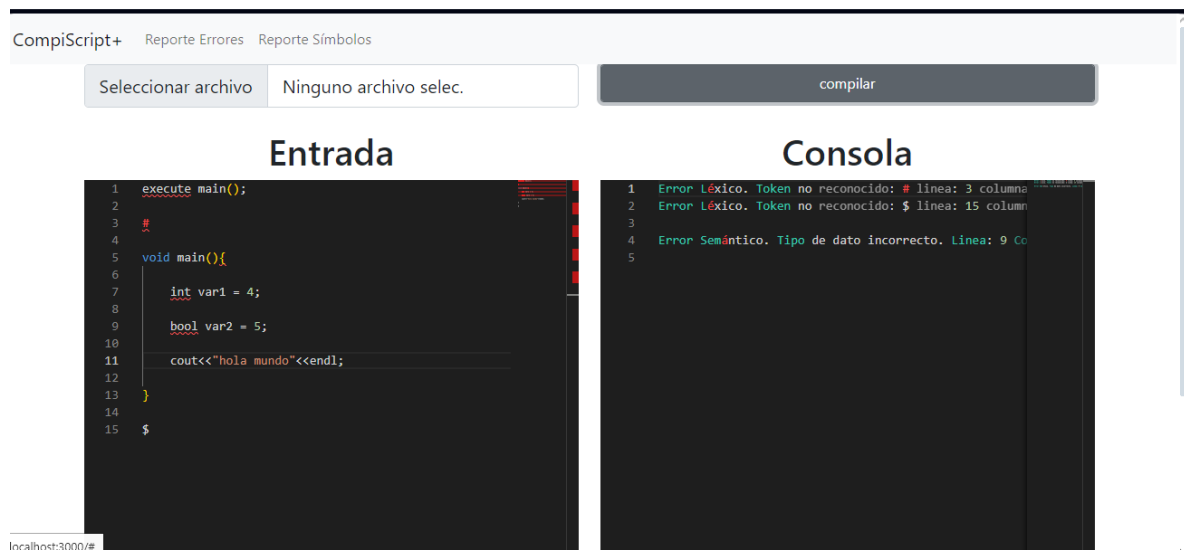 CompiScript+ Reporte Errores Reporte Símbolos
Seleccionar archivo Ninguno archivo selec.
compilar
Entrada
1 execute main();
2
3 #
4
5 void main(){
6
7 int var1 = 4;
8
9 bool var2 = 5;
10
11 cout<<"hola mundo"<<endl;
12
13 }
14
15 $
Consola
1 Error Léxico. Token no reconocido: # linea: 3 columna
2 Error Léxico. Token no reconocido: $ linea: 15 column
3
4 Error Semántico. Tipo de dato incorrecto. Linea: 9 Co
5
localhost:3000/#